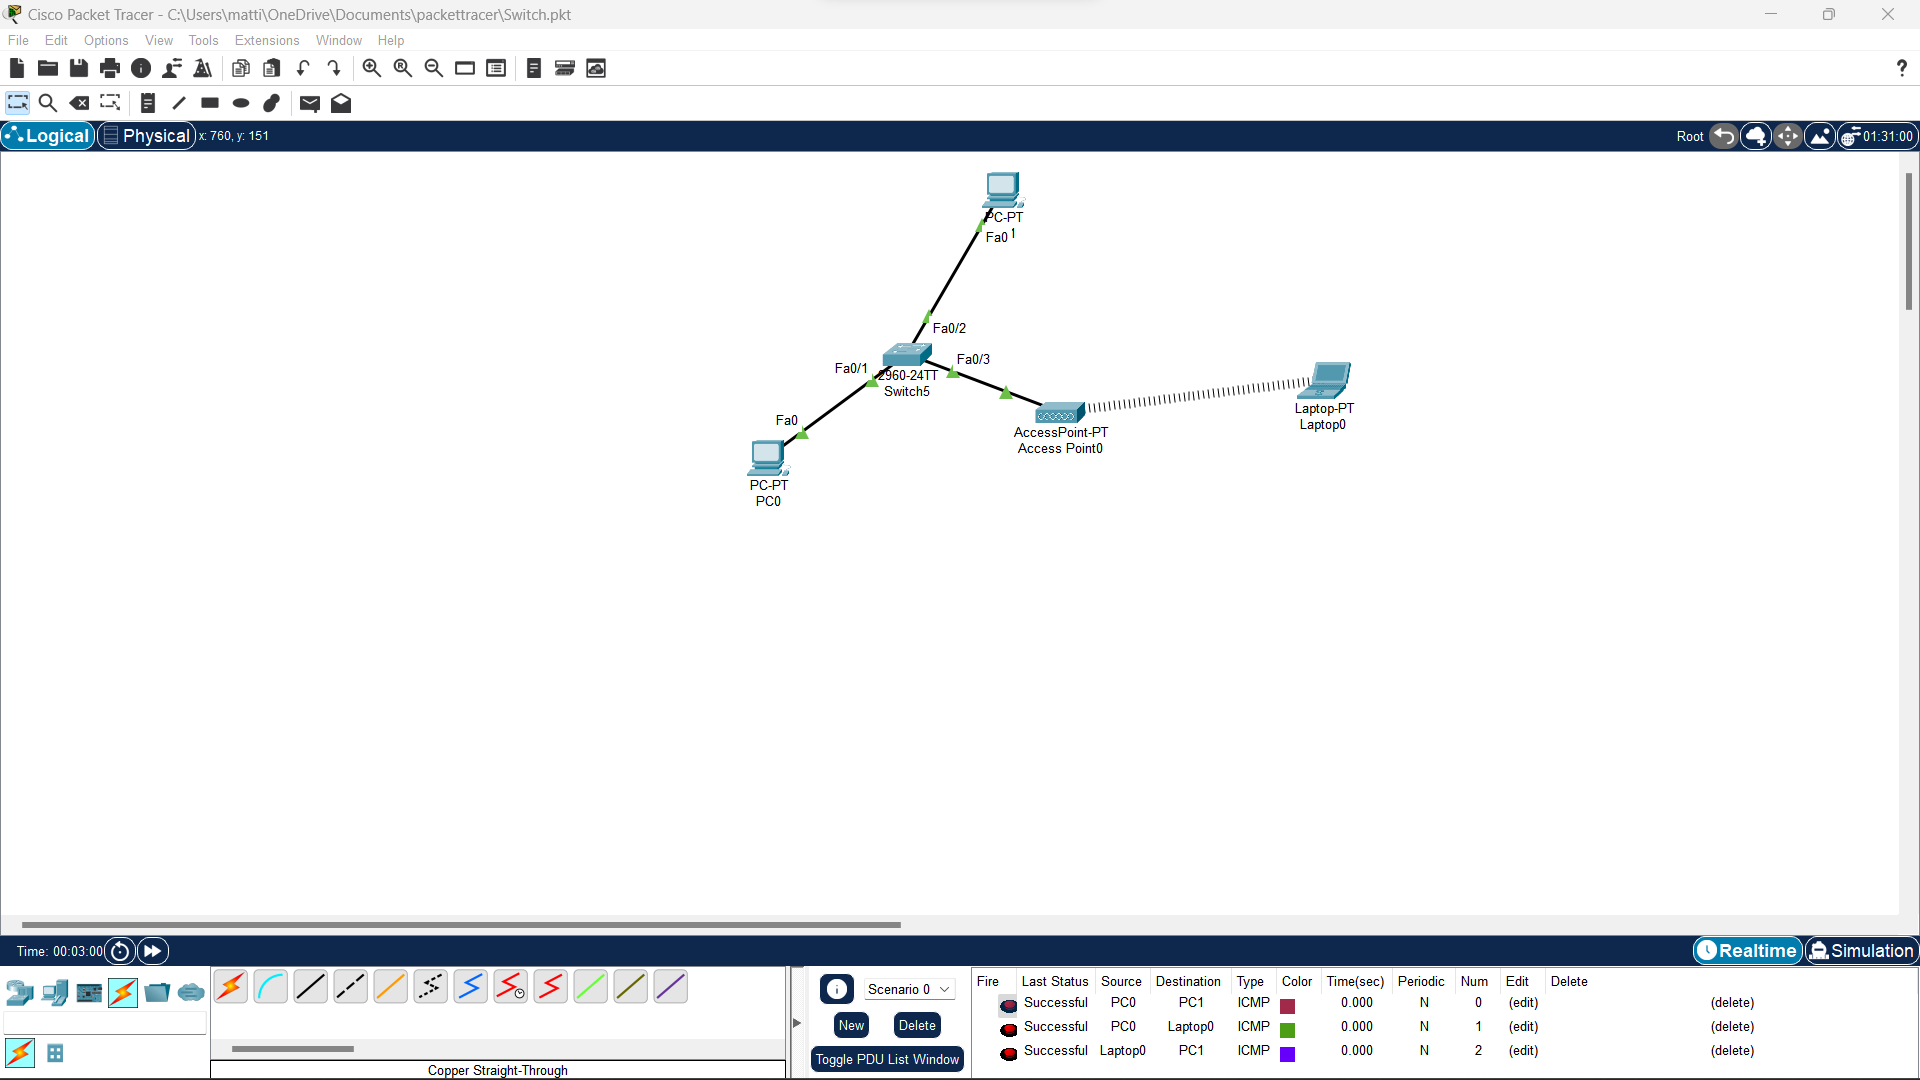 Cisco Packet Tracer - C:\Users\matti\OneDrive\Documents\packettracer\Switch.pkt
File Edit Options View Tools Extensions Window Help
Logical Physical x: 760, y: 151 Root 01:31:00
PC-PT
Fa0 1
Fa0/2
Fa0/1 Fa0/3
2960-24TT
Switch5
Fa0
AccessPoint-PT
Access Point0
Laptop-PT
Laptop0
PC-PT
PC0
Time: 00:03:00 Realtime Simulation
Scenario 0
New Delete
Toggle PDU List Window
Copper Straight-Through
Fire Last Status Source Destination Type Color Time(sec) Periodic Num Edit Delete
Successful PC0 PC1 ICMP 0.000 N 0 (edit) (delete)
Successful PC0 Laptop0 ICMP 0.000 N 1 (edit) (delete)
Successful Laptop0 PC1 ICMP 0.000 N 2 (edit) (delete)